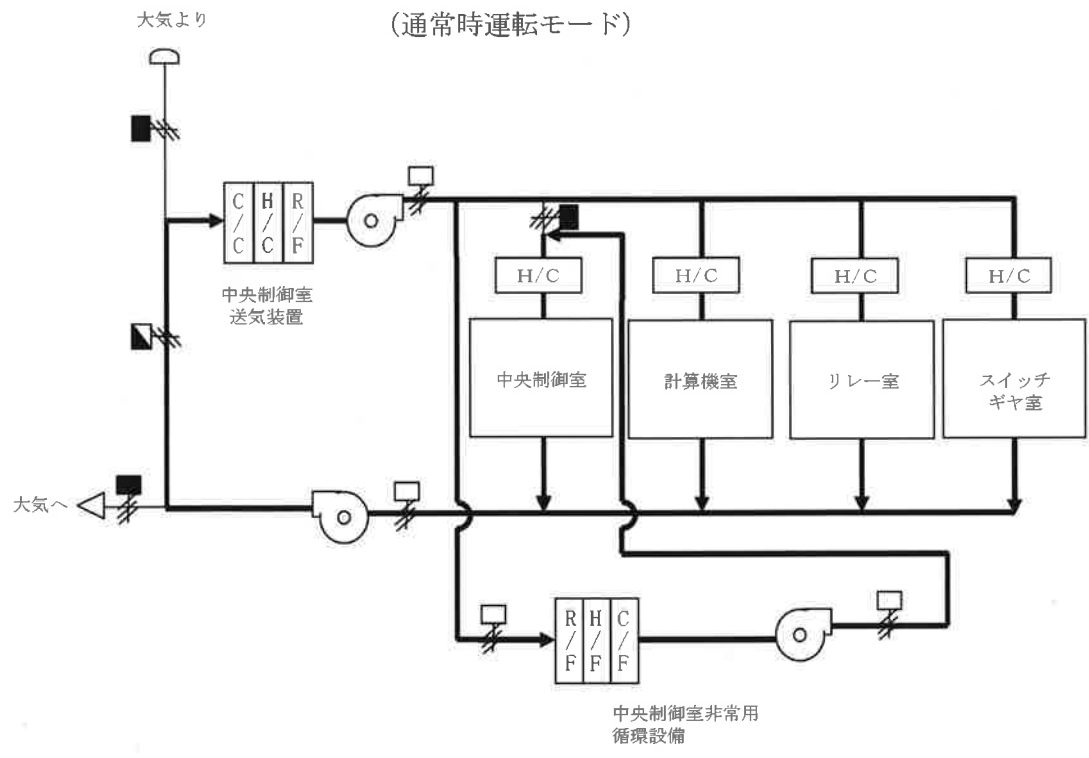 大気より
(通常時運転モード)
C/C
H/C
R/F
中央制御室
送気装置
H/C
H/C
H/C
H/C
中央制御室
計算機室
リレー室
スイッチ
ギヤ室
大気へ
R/F
H/F
C/F
中央制御室非常用
循環設備